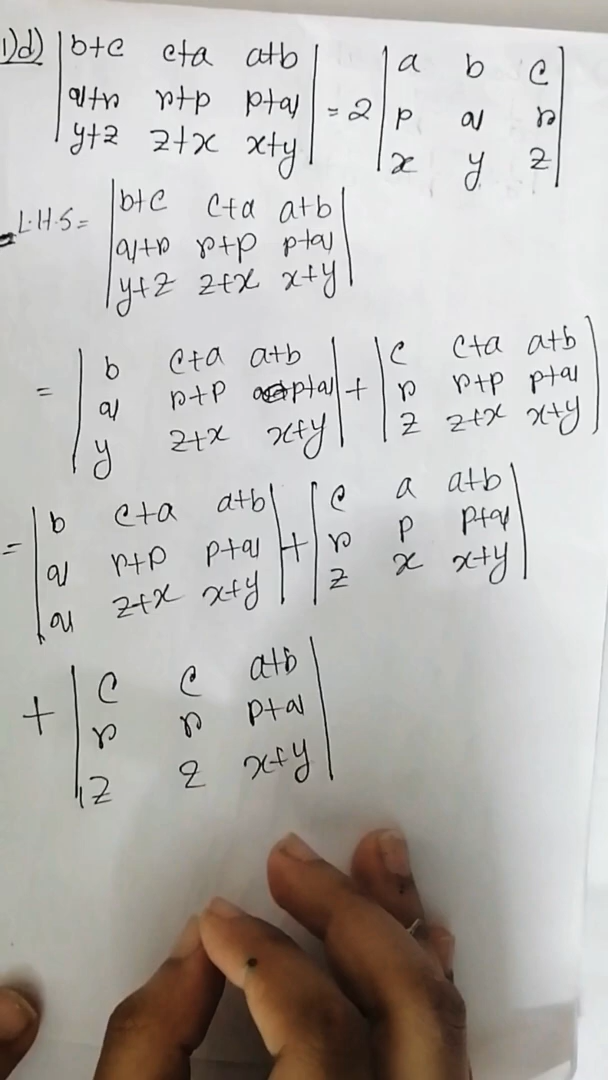 1)d) |b+c c+a a+b| = 2 |a b c|
|q+r r+p p+q| |p q r|
|y+z z+x x+y| |x y z|
L.H.S = |b+c c+a a+b|
|q+r r+p p+q|
|y+z z+x x+y|
= |b c+a a+b| + |c c+a a+b|
|q r+p p+q| |r r+p p+q|
|y z+x x+y| |z z+x x+y|
= |b c+a a+b| + |c a a+b|
|q r+p p+q| |r p p+q|
|q z+x x+y| |z x x+y|
+ |c c a+b|
|r r p+q|
|z z x+y|